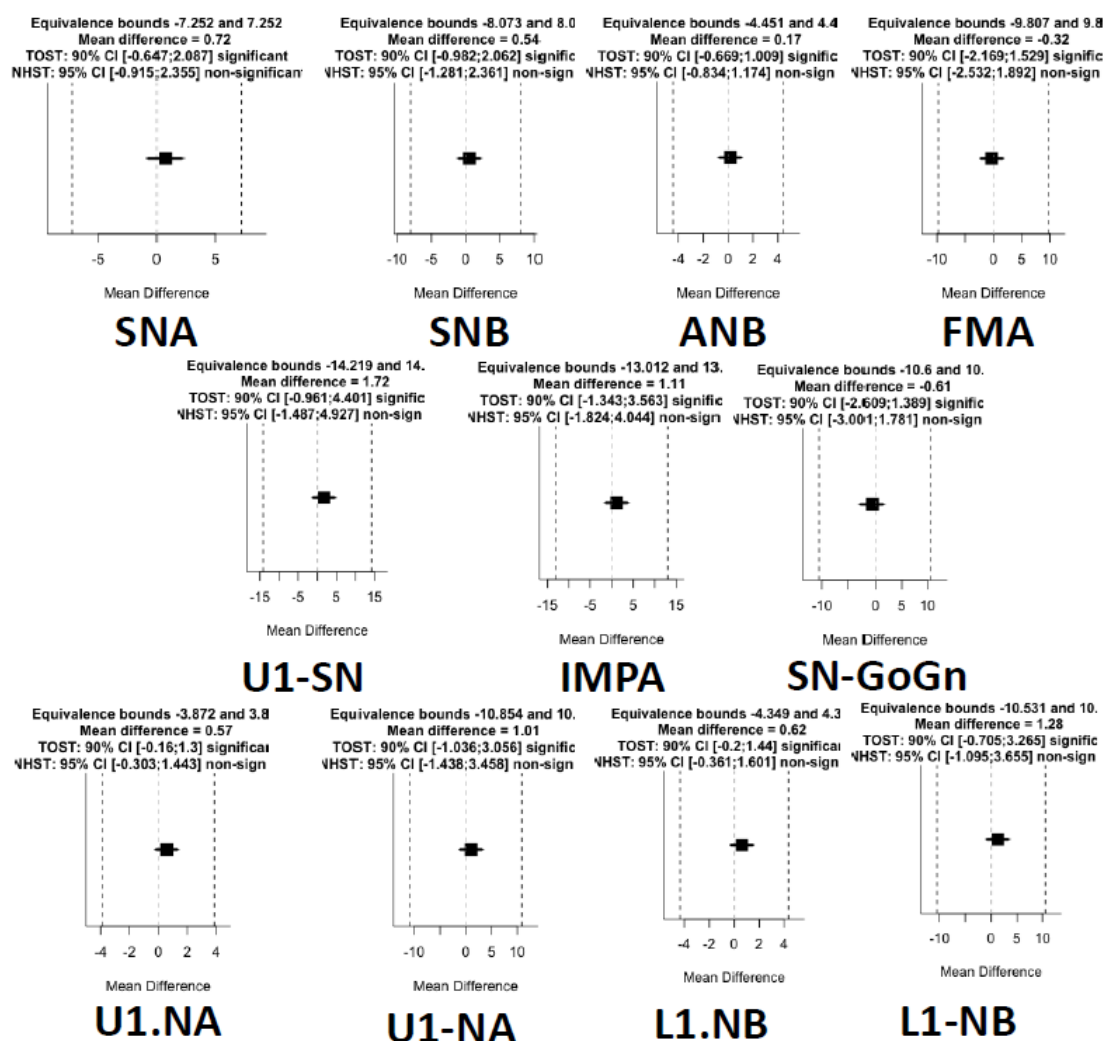 Equivalence bounds -7.252 and 7.252
Mean difference = 0.72
TOST: 90% CI [-0.647;2.087] significant
NHST: 95% CI [-0.915;2.355] non-significant
-5 0 5
Mean Difference
SNA
Equivalence bounds -8.073 and 8.0
Mean difference = 0.54
TOST: 90% CI [-0.982;2.062] signific
NHST: 95% CI [-1.281;2.361] non-sign
-10 -5 0 5 10
Mean Difference
SNB
Equivalence bounds -4.451 and 4.4
Mean difference = 0.17
TOST: 90% CI [-0.669;1.009] signific
NHST: 95% CI [-0.834;1.174] non-sign
-4 -2 0 2 4
Mean Difference
ANB
Equivalence bounds -9.807 and 9.8
Mean difference = -0.32
TOST: 90% CI [-2.169;1.529] signific
NHST: 95% CI [-2.532;1.892] non-sign
-10 -5 0 5 10
Mean Difference
FMA
Equivalence bounds -14.219 and 14.
Mean difference = 1.72
TOST: 90% CI [-0.961;4.401] signific
NHST: 95% CI [-1.487;4.927] non-sign
-15 -5 5 15
Mean Difference
U1-SN
Equivalence bounds -13.012 and 13.
Mean difference = 1.11
TOST: 90% CI [-1.343;3.563] signific
NHST: 95% CI [-1.824;4.044] non-sign
-15 -5 5 15
Mean Difference
IMPA
Equivalence bounds -10.6 and 10.
Mean difference = -0.61
TOST: 90% CI [-2.609;1.389] signific
NHST: 95% CI [-3.001;1.781] non-sign
-10 0 5 10
Mean Difference
SN-GoGn
Equivalence bounds -3.872 and 3.8
Mean difference = 0.57
TOST: 90% CI [-0.16;1.3] significan
NHST: 95% CI [-0.303;1.443] non-sign
-4 -2 0 2 4
Mean Difference
U1.NA
Equivalence bounds -10.854 and 10.
Mean difference = 1.01
TOST: 90% CI [-1.036;3.056] signific
NHST: 95% CI [-1.438;3.458] non-sign
-10 0 5 10
Mean Difference
U1-NA
Equivalence bounds -4.349 and 4.3
Mean difference = 0.62
TOST: 90% CI [-0.2;1.44] significan
NHST: 95% CI [-0.361;1.601] non-sign
-4 -2 0 2 4
Mean Difference
L1.NB
Equivalence bounds -10.531 and 10.
Mean difference = 1.28
TOST: 90% CI [-0.705;3.265] signific
NHST: 95% CI [-1.095;3.655] non-sign
-10 0 5 10
Mean Difference
L1-NB